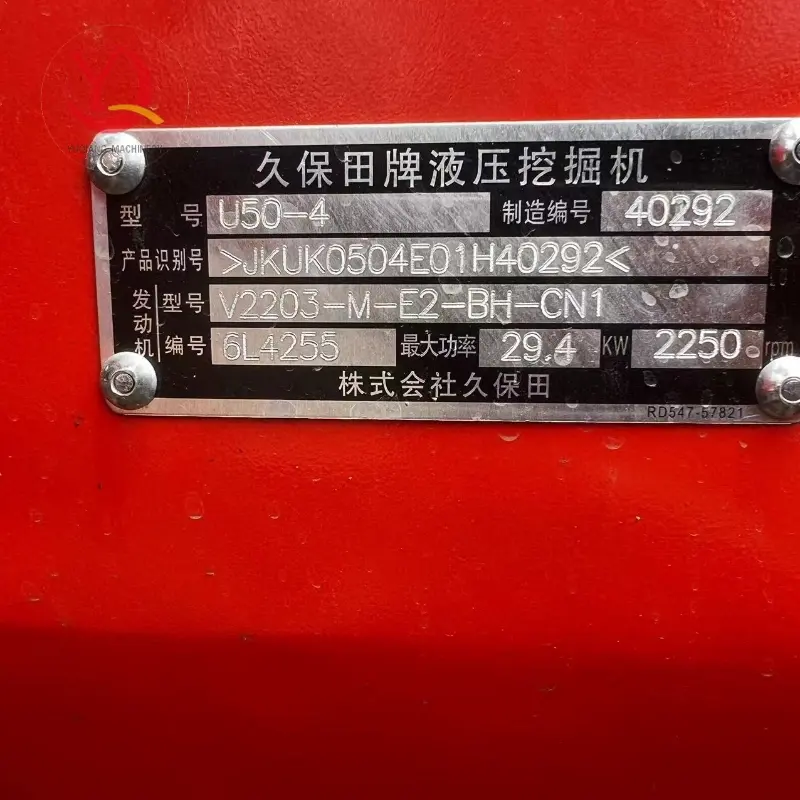 久保田牌液压挖掘机
型 号 U50-4 制造编号 40292
产品识别号 >JKUK0504E01H40292<
发动机 型号 V2203-M-E2-BH-CN1
编号 6L4255 最大功率 29.4 KW 2250 rpm
株式会社久保田
RD547-57821